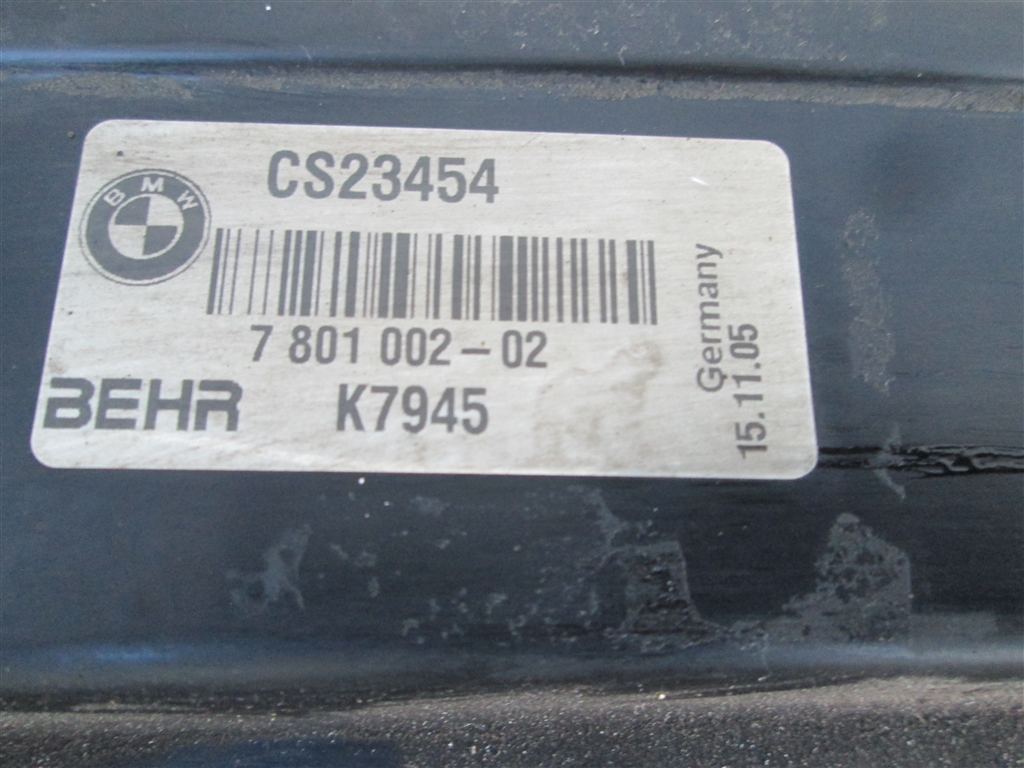 BMW
CS23454
7 801 002-02
BEHR K7945
Germany
15.11.05